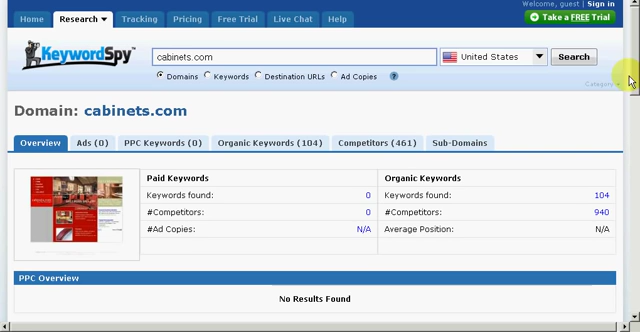 Welcome, guest | Sign in
Home Research ▾ Tracking Pricing Free Trial Live Chat Help
Take a FREE Trial
KeywordSpy™
cabinets.com United States Search
Domains Keywords Destination URLs Ad Copies ?
Category
Domain: cabinets.com
Overview Ads (0) PPC Keywords (0) Organic Keywords (104) Competitors (461) Sub-Domains
Paid Keywords Organic Keywords
Keywords found: 0 Keywords found: 104
#Competitors: 0 #Competitors: 940
#Ad Copies: N/A Average Position: N/A
PPC Overview
No Results Found